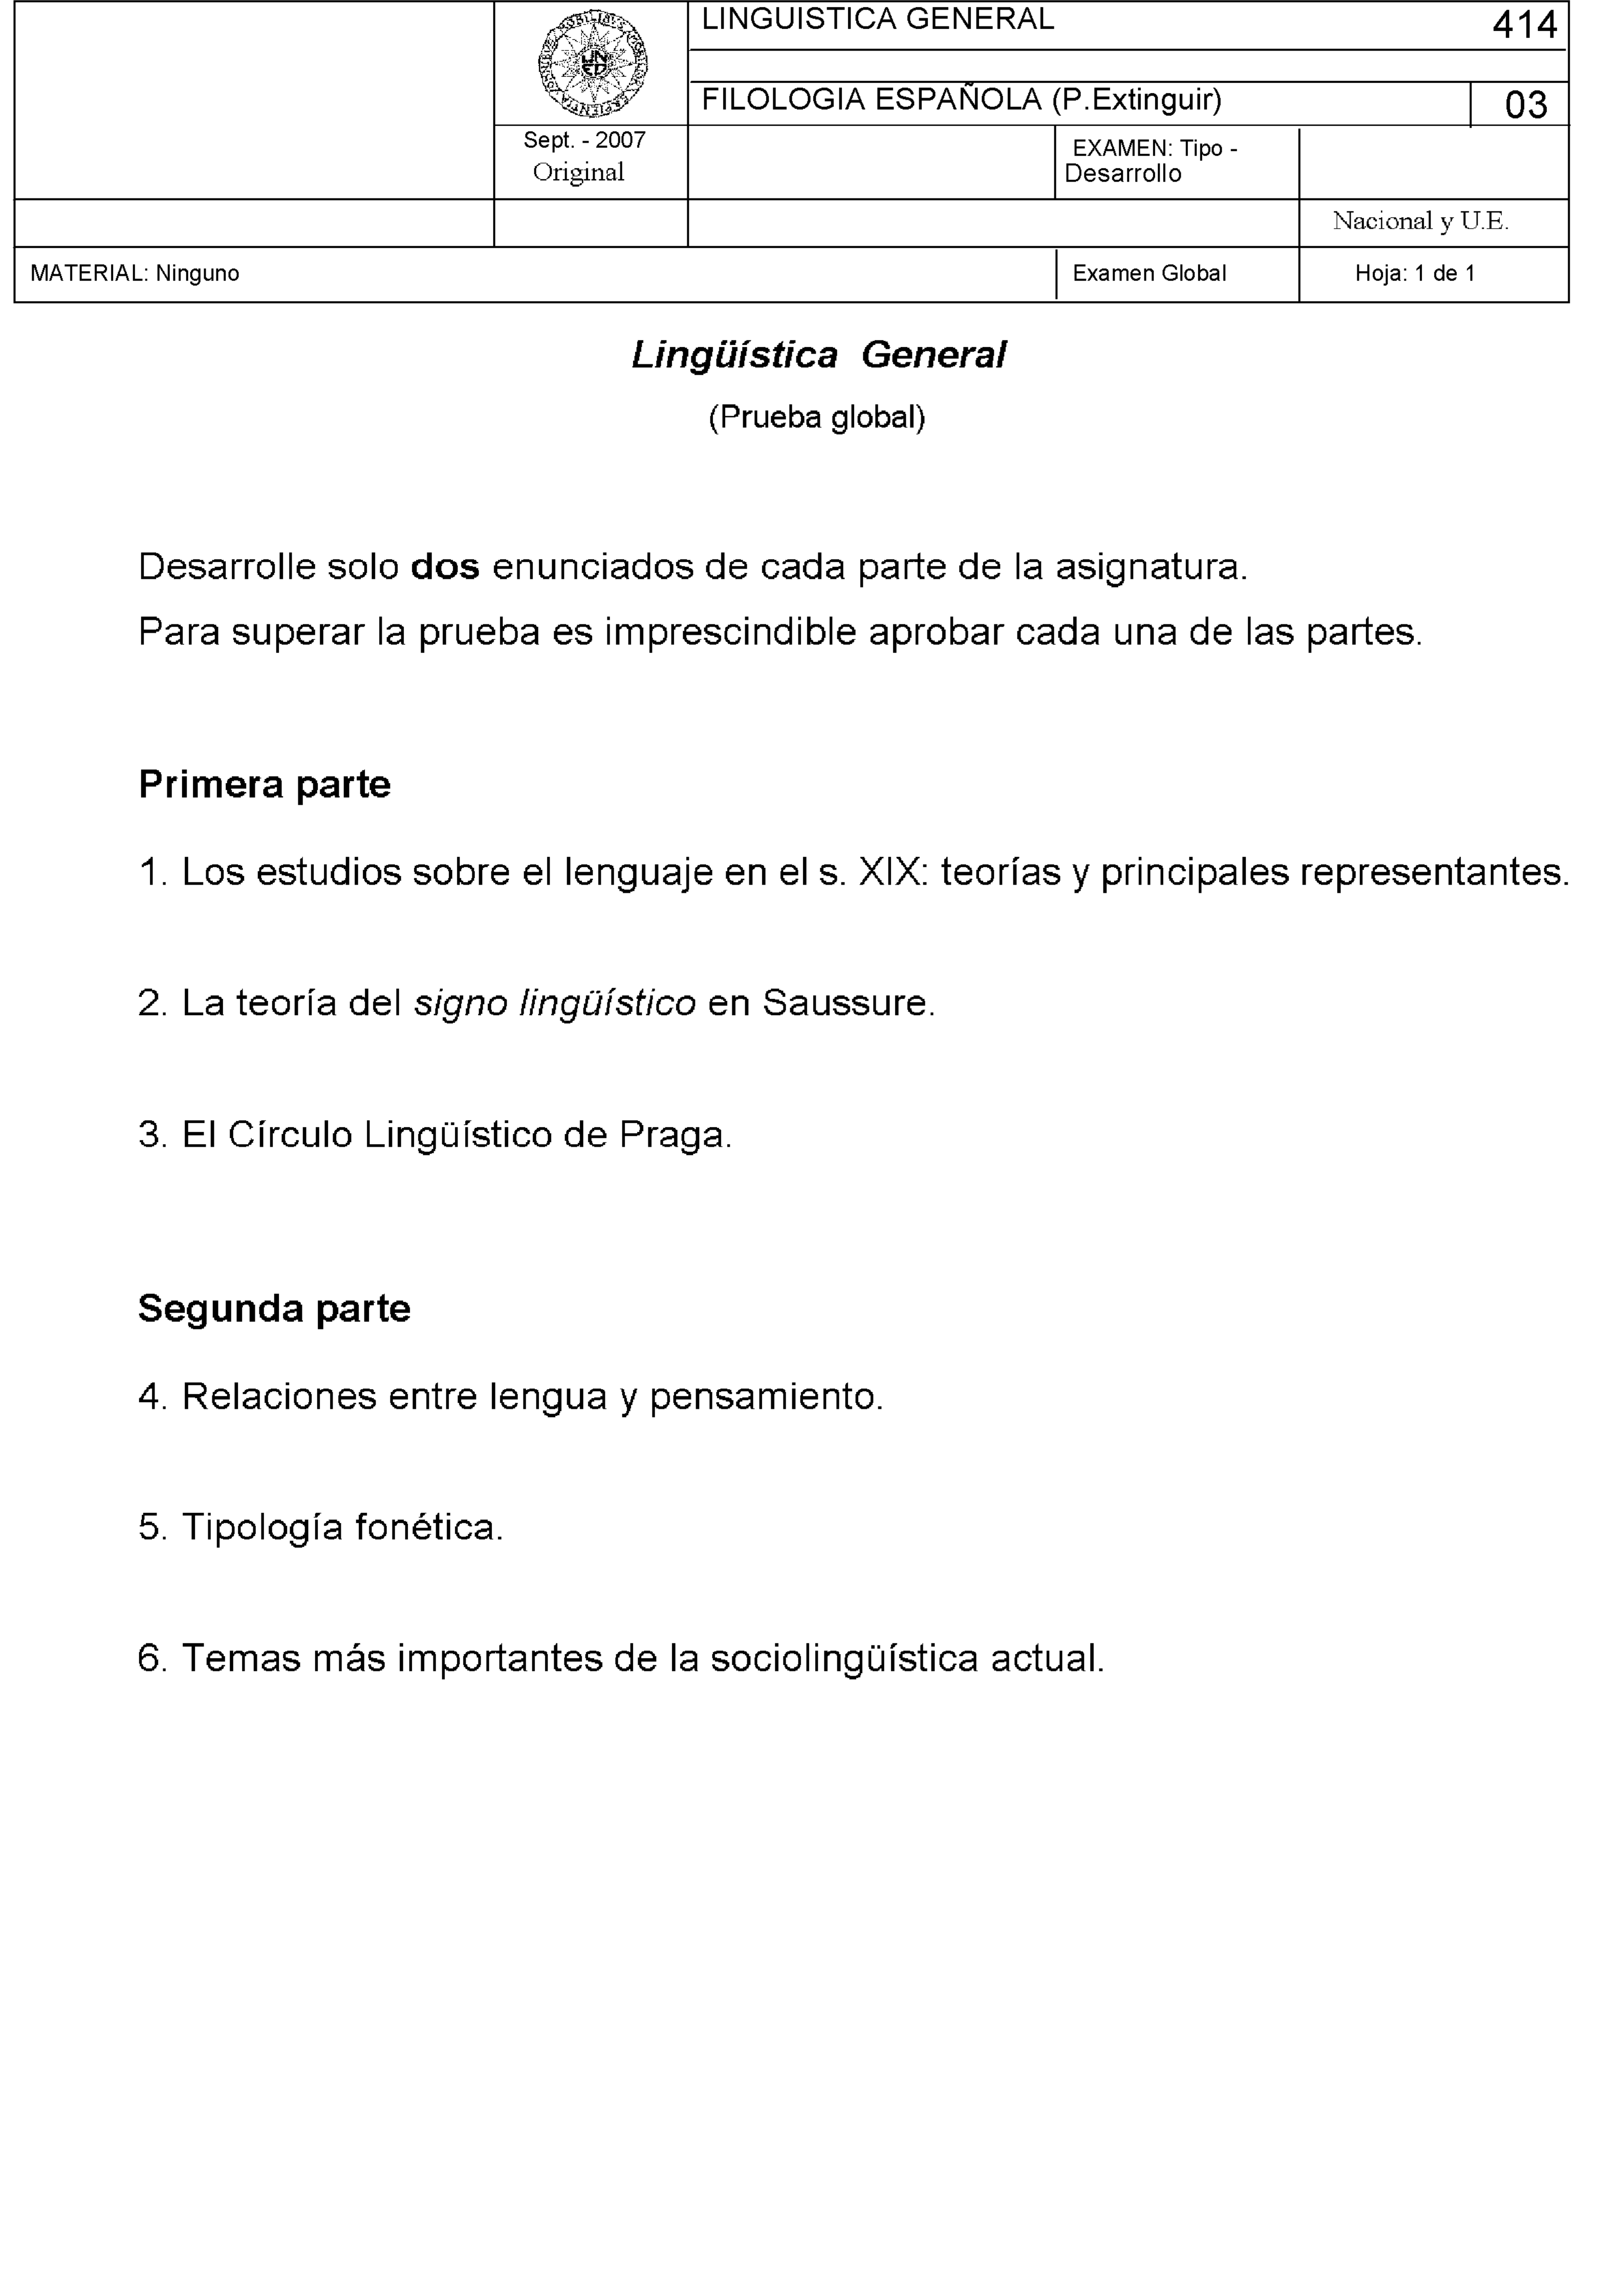 LINGUISTICA GENERAL 414
FILOLOGIA ESPAÑOLA (P.Extinguir) 03
UNED
Sept. - 2007
Original
EXAMEN: Tipo -
Desarrollo
Nacional y U.E.
MATERIAL: Ninguno Examen Global Hoja: 1 de 1
Lingüística General
(Prueba global)
Desarrolle solo dos enunciados de cada parte de la asignatura.
Para superar la prueba es imprescindible aprobar cada una de las partes.
Primera parte
1. Los estudios sobre el lenguaje en el s. XIX: teorías y principales representantes.
2. La teoría del signo lingüístico en Saussure.
3. El Círculo Lingüístico de Praga.
Segunda parte
4. Relaciones entre lengua y pensamiento.
5. Tipología fonética.
6. Temas más importantes de la sociolingüística actual.